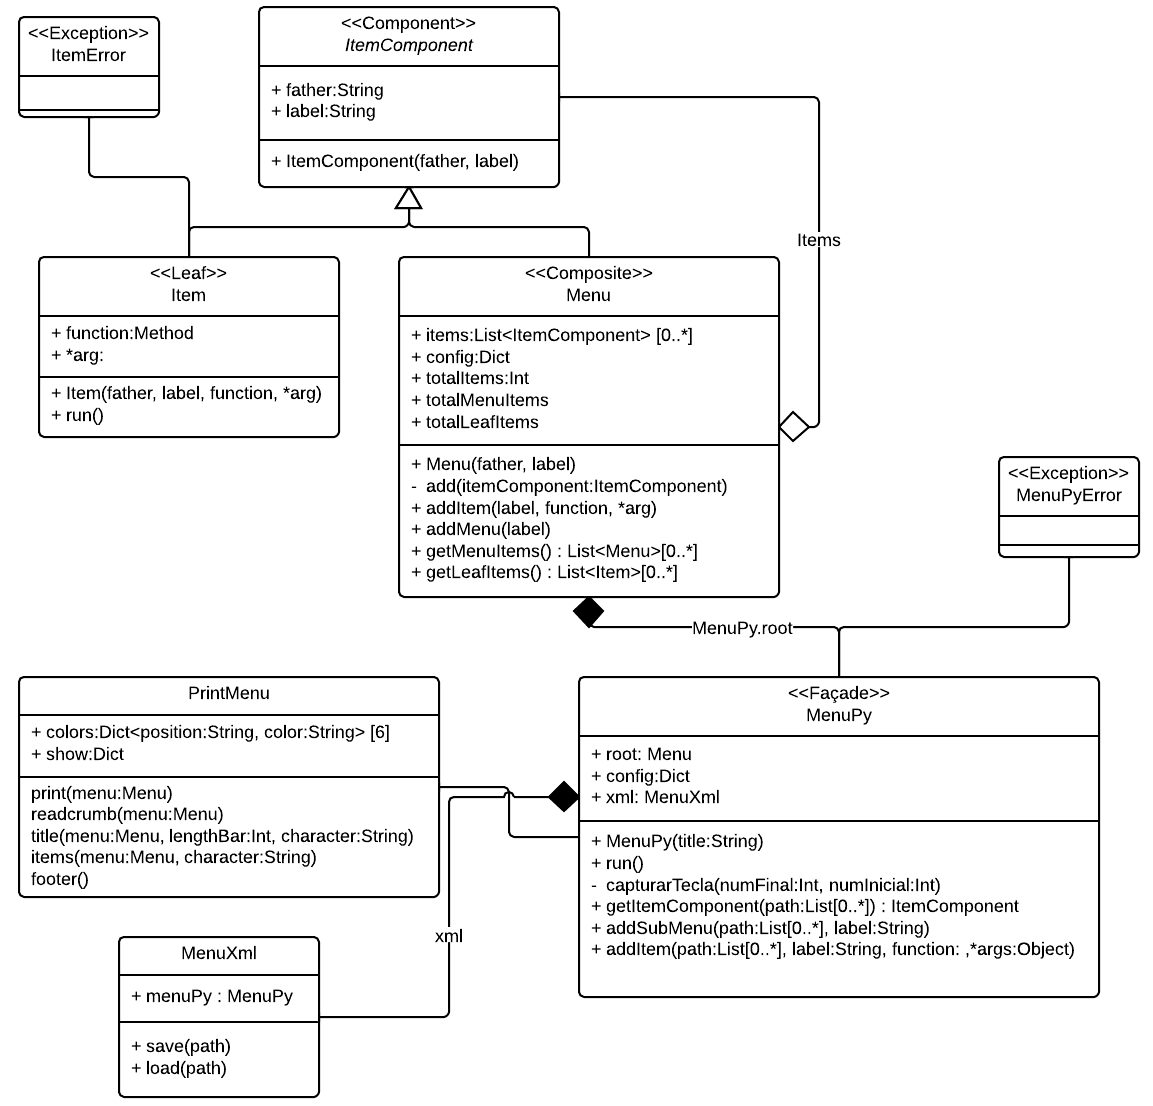 <<Exception>>
ItemError
<<Component>>
ItemComponent
+ father:String
+ label:String
+ ItemComponent(father, label)
Items
<<Leaf>>
Item
+ function:Method
+ *arg:
+ Item(father, label, function, *arg)
+ run()
<<Composite>>
Menu
+ items:List<ItemComponent> [0..*]
+ config:Dict
+ totalItems:Int
+ totalMenuItems
+ totalLeafItems
+ Menu(father, label)
- add(itemComponent:ItemComponent)
+ addItem(label, function, *arg)
+ addMenu(label)
+ getMenuItems() : List<Menu>[0..*]
+ getLeafItems() : List<Item>[0..*]
<<Exception>>
MenuPyError
MenuPy.root
PrintMenu
+ colors:Dict<position:String, color:String> [6]
+ show:Dict
print(menu:Menu)
readcrumb(menu:Menu)
title(menu:Menu, lengthBar:Int, character:String)
items(menu:Menu, character:String)
footer()
<<Façade>>
MenuPy
+ root: Menu
+ config:Dict
+ xml: MenuXml
+ MenuPy(title:String)
+ run()
- capturarTecla(numFinal:Int, numInicial:Int)
+ getItemComponent(path:List[0..*]) : ItemComponent
+ addSubMenu(path:List[0..*], label:String)
+ addItem(path:List[0..*], label:String, function: ,*args:Object)
xml
MenuXml
+ menuPy : MenuPy
+ save(path)
+ load(path)